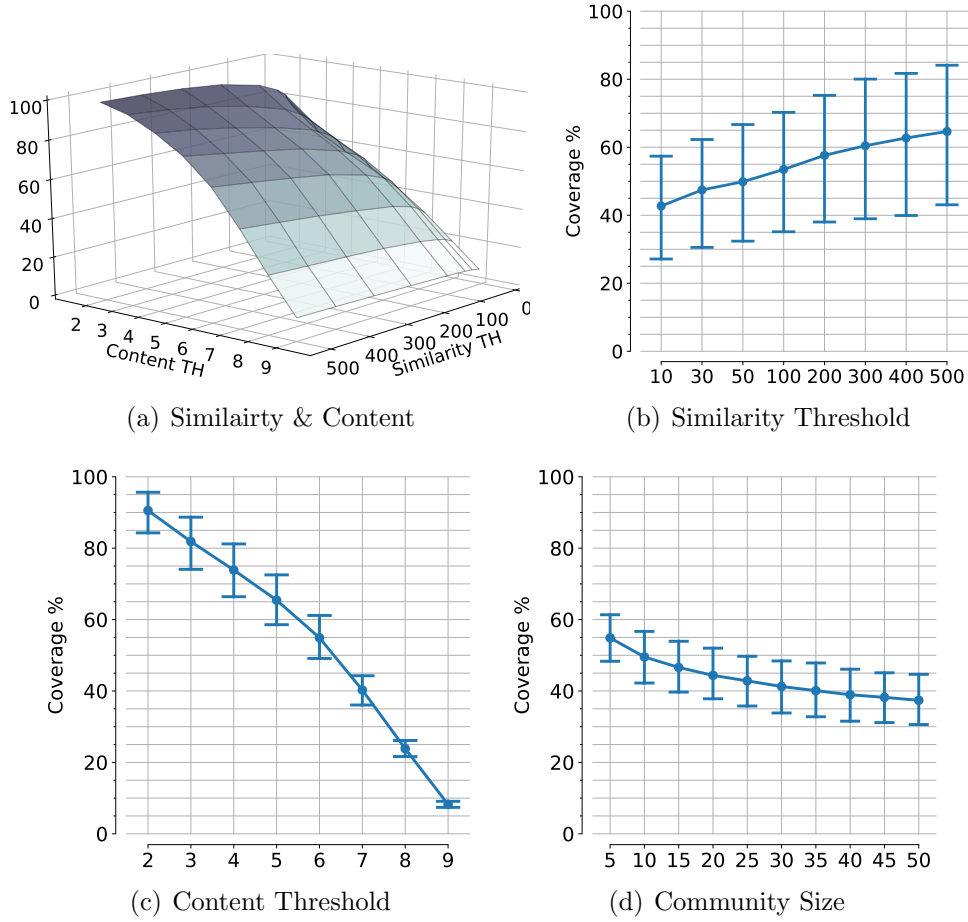 100
80
60
40
20
0
2 3 4 5 6 7 8 9
Content TH
500 400 300 200 100 0
Similarity TH
(a) Similairty & Content
100
80
60
40
20
0
Coverage %
10 30 50 100 200 300 400 500
(b) Similarity Threshold
100
80
60
40
20
0
Coverage %
2 3 4 5 6 7 8 9
(c) Content Threshold
100
80
60
40
20
0
Coverage %
5 10 15 20 25 30 35 40 45 50
(d) Community Size